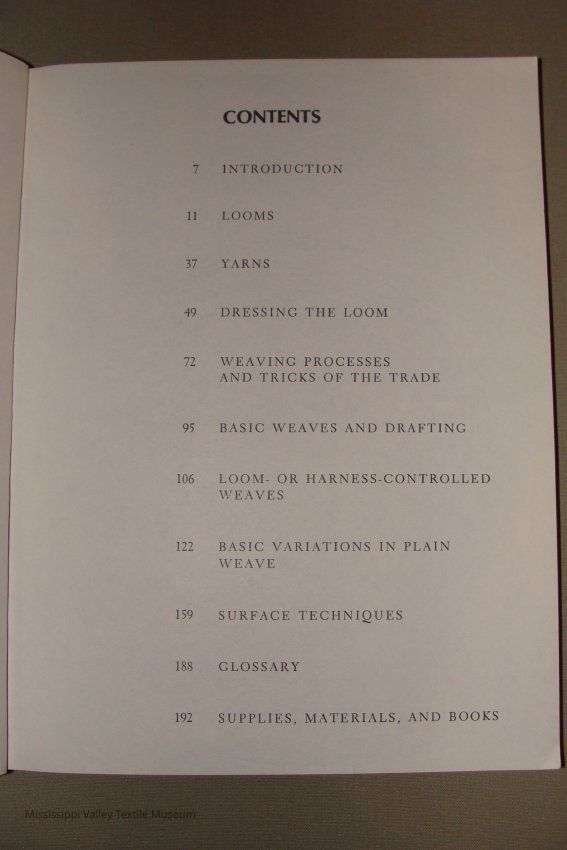 CONTENTS
7 INTRODUCTION
11 LOOMS
37 YARNS
49 DRESSING THE LOOM
72 WEAVING PROCESSES
AND TRICKS OF THE TRADE
95 BASIC WEAVES AND DRAFTING
106 LOOM- OR HARNESS-CONTROLLED
WEAVES
122 BASIC VARIATIONS IN PLAIN
WEAVE
159 SURFACE TECHNIQUES
188 GLOSSARY
192 SUPPLIES, MATERIALS, AND BOOKS
Mississippi Valley Textile Museum